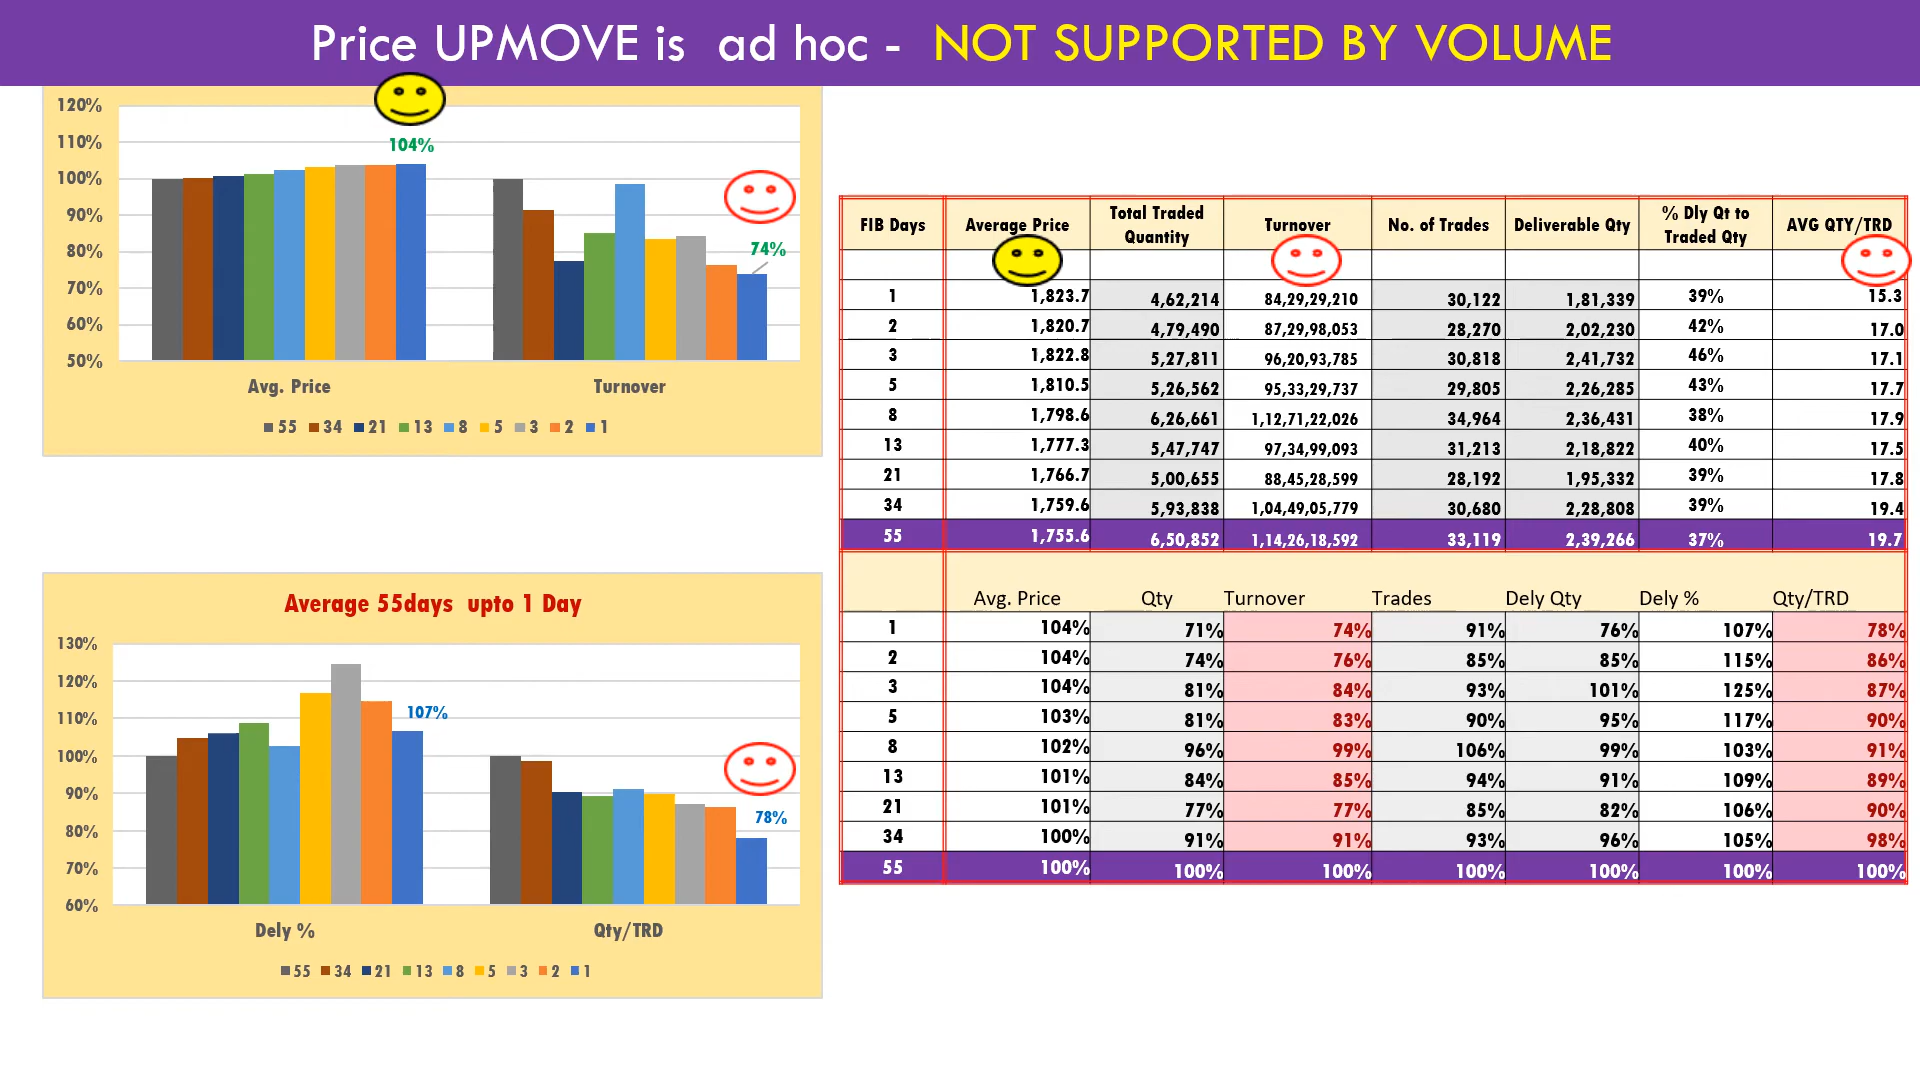 Price UPMOVE is ad hoc - NOT SUPPORTED BY VOLUME
120%
110%
100%
90%
80%
70%
60%
50%
104%
74%
Avg. Price Turnover
55 34 21 13 8 5 3 2 1
Average 55days upto 1 Day
130%
120%
110%
100%
90%
80%
70%
60%
107%
78%
Dely % Qty/TRD
55 34 21 13 8 5 3 2 1
FIB Days Average Price Total Traded Quantity Turnover No. of Trades Deliverable Qty % Dly Qt to Traded Qty AVG QTY/TRD
1 1,823.7 4,62,214 84,29,29,210 30,122 1,81,339 39% 15.3
2 1,820.7 4,79,490 87,29,98,053 28,270 2,02,230 42% 17.0
3 1,822.8 5,27,811 96,20,93,785 30,818 2,41,732 46% 17.1
5 1,810.5 5,26,562 95,33,29,737 29,805 2,26,285 43% 17.7
8 1,798.6 6,26,661 1,12,71,22,026 34,964 2,36,431 38% 17.9
13 1,777.3 5,47,747 97,34,99,093 31,213 2,18,822 40% 17.5
21 1,766.7 5,00,655 88,45,28,599 28,192 1,95,332 39% 17.8
34 1,759.6 5,93,838 1,04,49,05,779 30,680 2,28,808 39% 19.4
55 1,755.6 6,50,852 1,14,26,18,592 33,119 2,39,266 37% 19.7
Avg. Price Qty Turnover Trades Dely Qty Dely % Qty/TRD
1 104% 71% 74% 91% 76% 107% 78%
2 104% 74% 76% 85% 85% 115% 86%
3 104% 81% 84% 93% 101% 125% 87%
5 103% 81% 83% 90% 95% 117% 90%
8 102% 96% 99% 106% 99% 103% 91%
13 101% 84% 85% 94% 91% 109% 89%
21 101% 77% 77% 85% 82% 106% 90%
34 100% 91% 91% 93% 96% 105% 98%
55 100% 100% 100% 100% 100% 100% 100%